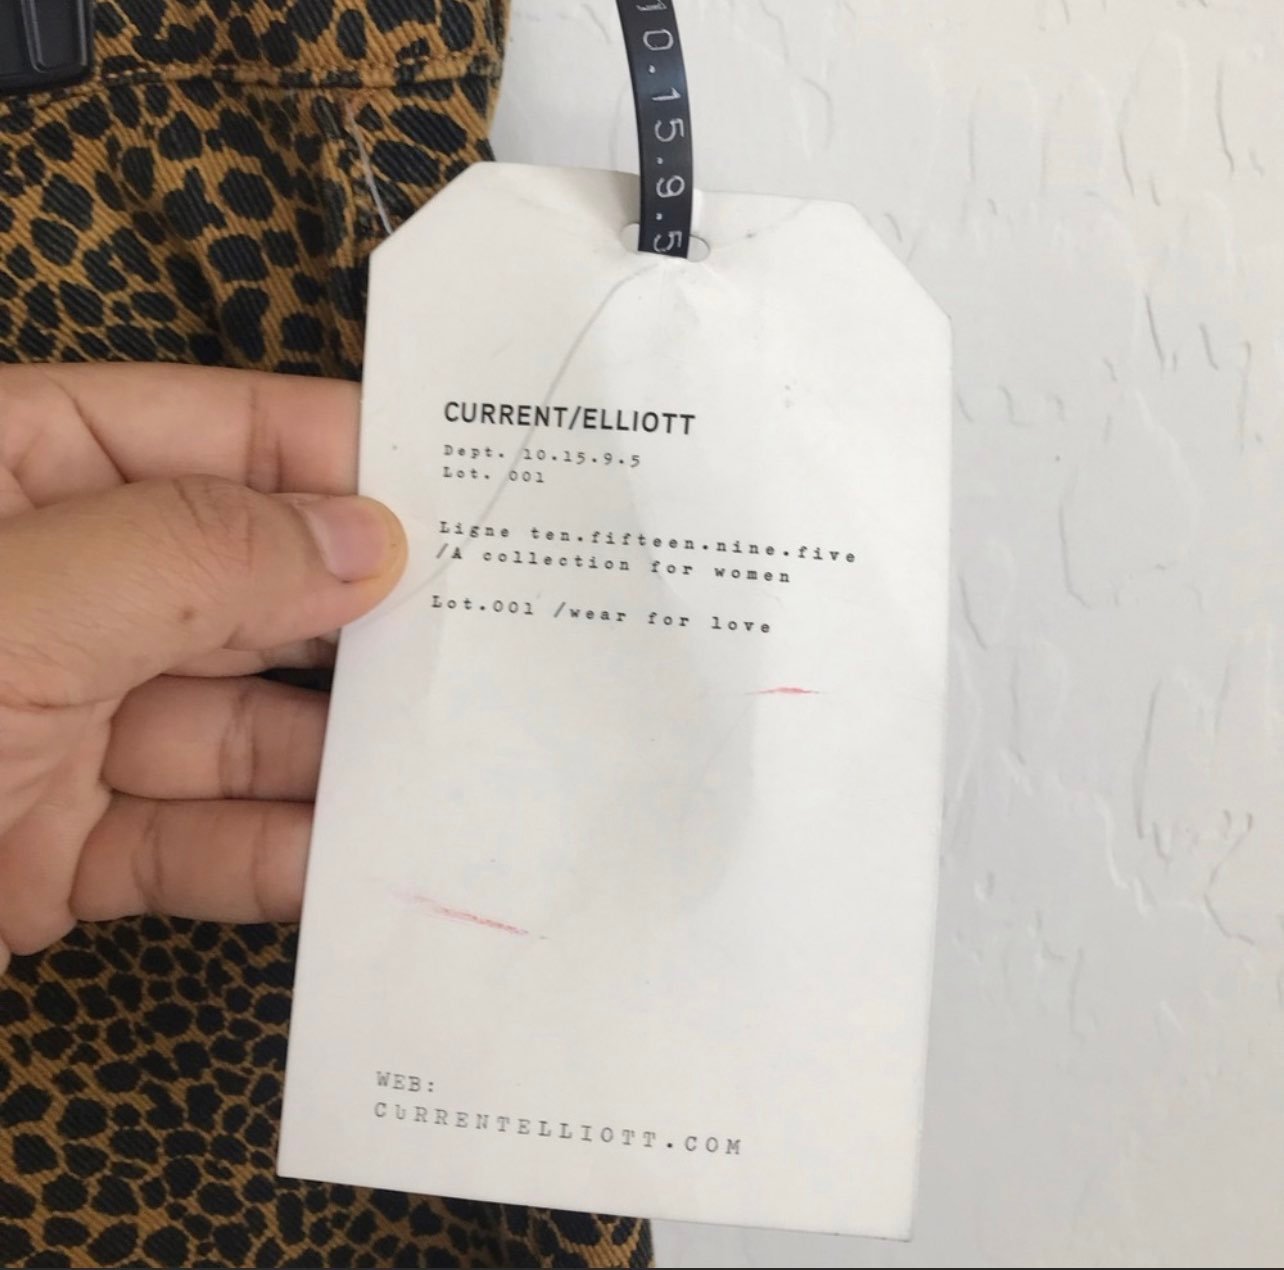 10.15.9.5
CURRENT/ELLIOTT
Dept. 10.15.9.5
Lot. 001
Ligne ten.fifteen.nine.five
/A collection for women
Lot.001 /wear for love
WEB:
CURRENTELLIOTT.COM